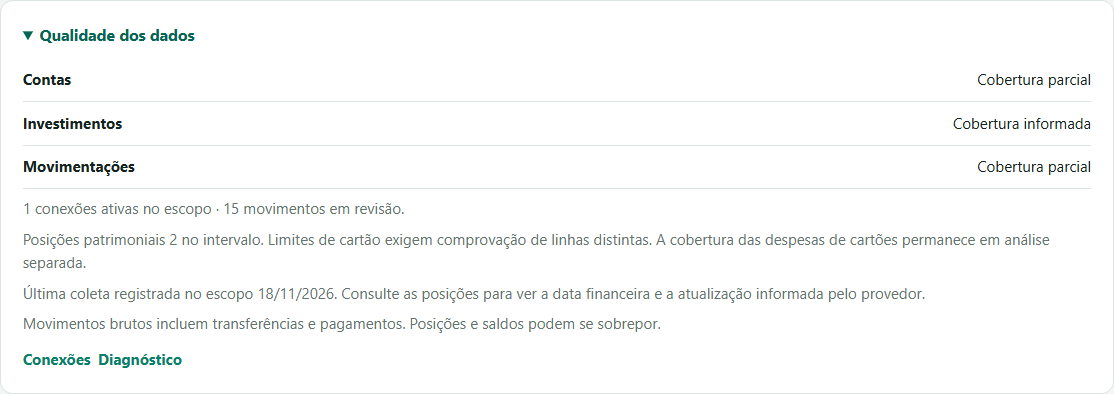 Qualidade dos dados
Contas Cobertura parcial
Investimentos Cobertura informada
Movimentações Cobertura parcial
1 conexões ativas no escopo · 15 movimentos em revisão.
Posições patrimoniais 2 no intervalo. Limites de cartão exigem comprovação de linhas distintas. A cobertura das despesas de cartões permanece em análise
separada.
Última coleta registrada no escopo 18/11/2026. Consulte as posições para ver a data financeira e a atualização informada pelo provedor.
Movimentos brutos incluem transferências e pagamentos. Posições e saldos podem se sobrepor.
Conexões Diagnóstico